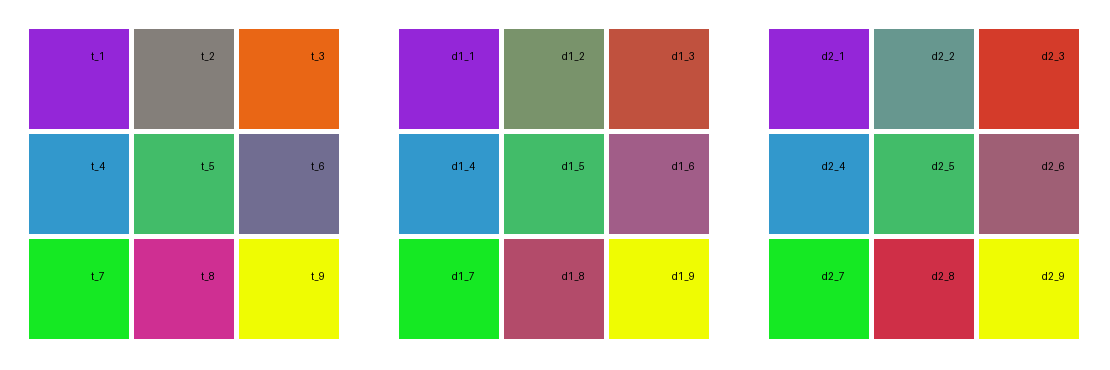 t_1 t_2 t_3 d1_1 d1_2 d1_3 d2_1 d2_2 d2_3
t_4 t_5 t_6 d1_4 d1_5 d1_6 d2_4 d2_5 d2_6
t_7 t_8 t_9 d1_7 d1_8 d1_9 d2_7 d2_8 d2_9